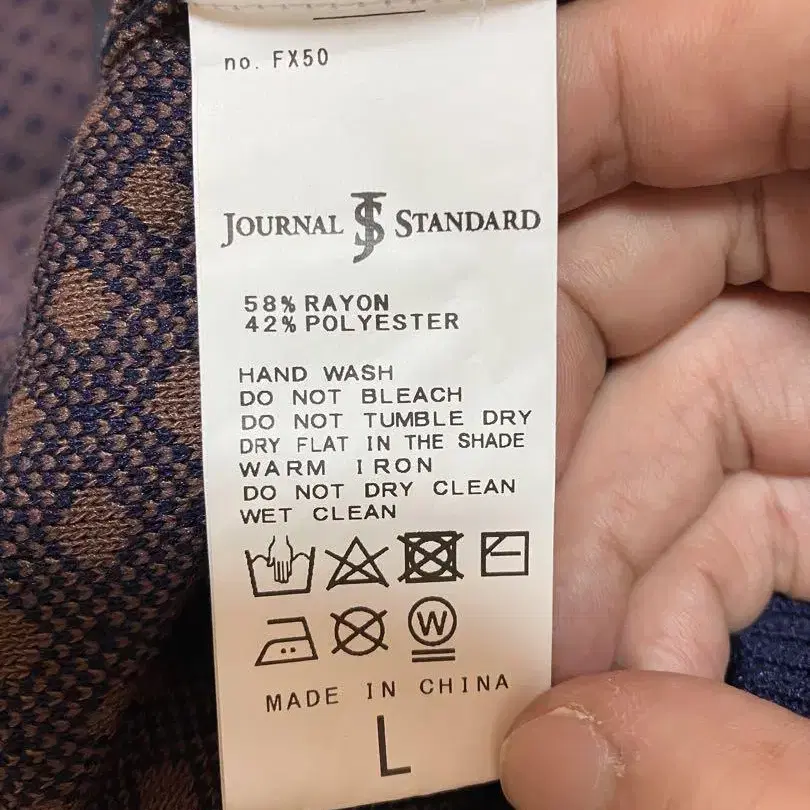 no. FX50
JOURNAL JS STANDARD
58% RAYON
42% POLYESTER
HAND WASH
DO NOT BLEACH
DO NOT TUMBLE DRY
DRY FLAT IN THE SHADE
WARM IRON
DO NOT DRY CLEAN
WET CLEAN
W
MADE IN CHINA
L